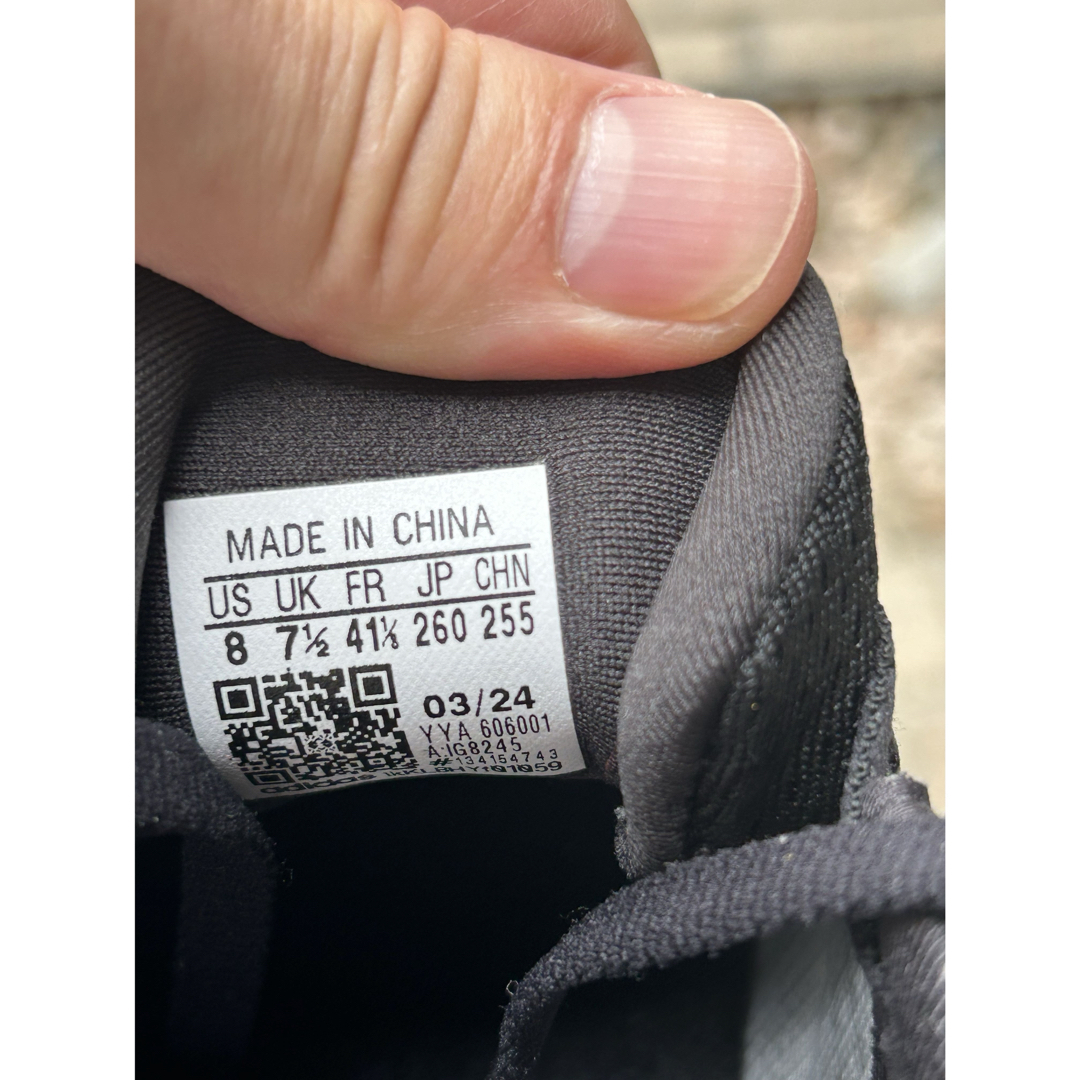 MADE IN CHINA
US UK FR JP CHN
8 7½ 41⅓ 260 255
03/24
YYA 606001
A:IG8245
#134154743
adidas